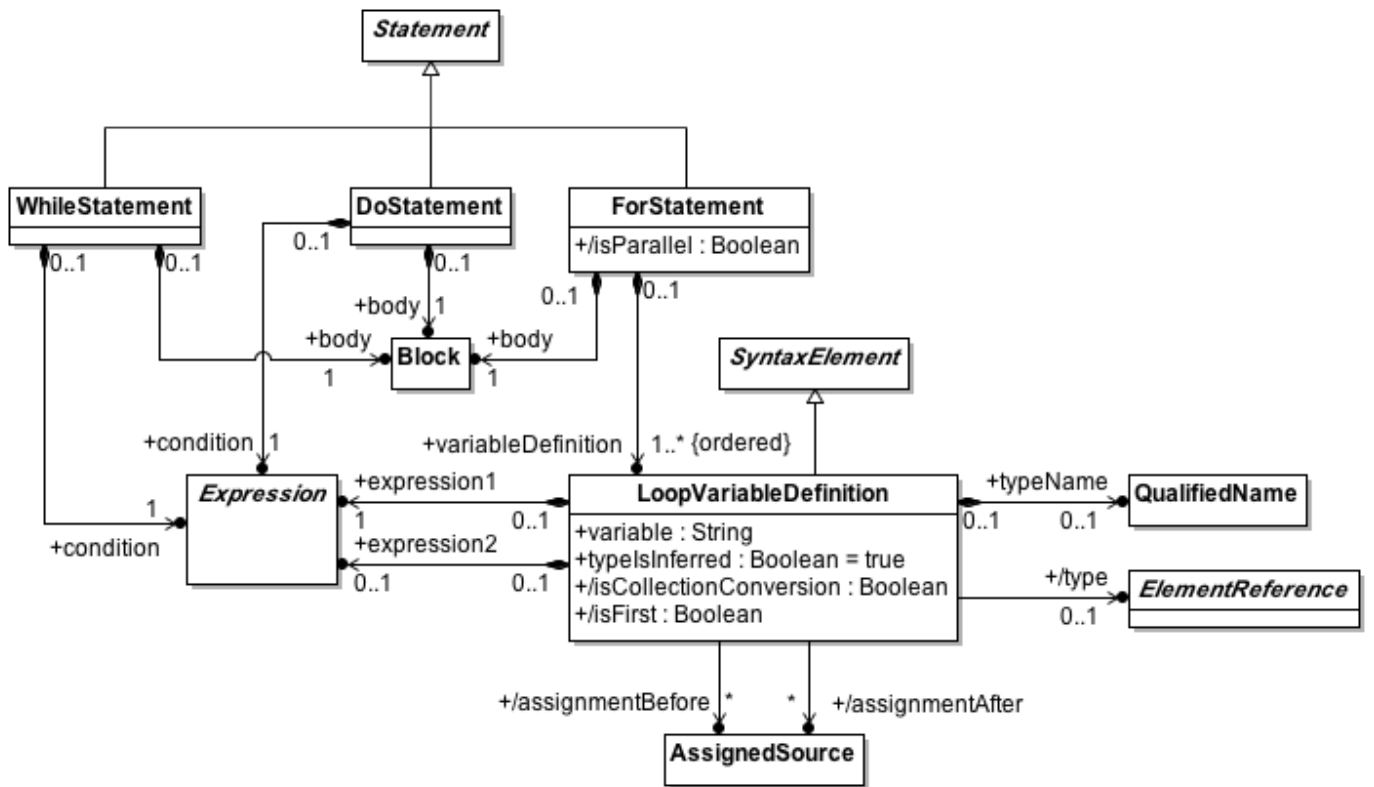 Statement
WhileStatement
DoStatement
ForStatement
+/isParallel : Boolean
0..1
0..1
0..1
0..1
0..1
0..1
+body
1
+body
1
Block
+body
1
SyntaxElement
+condition
1
+variableDefinition
1..* {ordered}
Expression
+expression1
1
0..1
+expression2
0..1
0..1
1
+condition
LoopVariableDefinition
+variable : String
+typeIsInferred : Boolean = true
+/isCollectionConversion : Boolean
+/isFirst : Boolean
+typeName
0..1
0..1
QualifiedName
+/type
0..1
ElementReference
+/assignmentBefore
*
*
+/assignmentAfter
AssignedSource